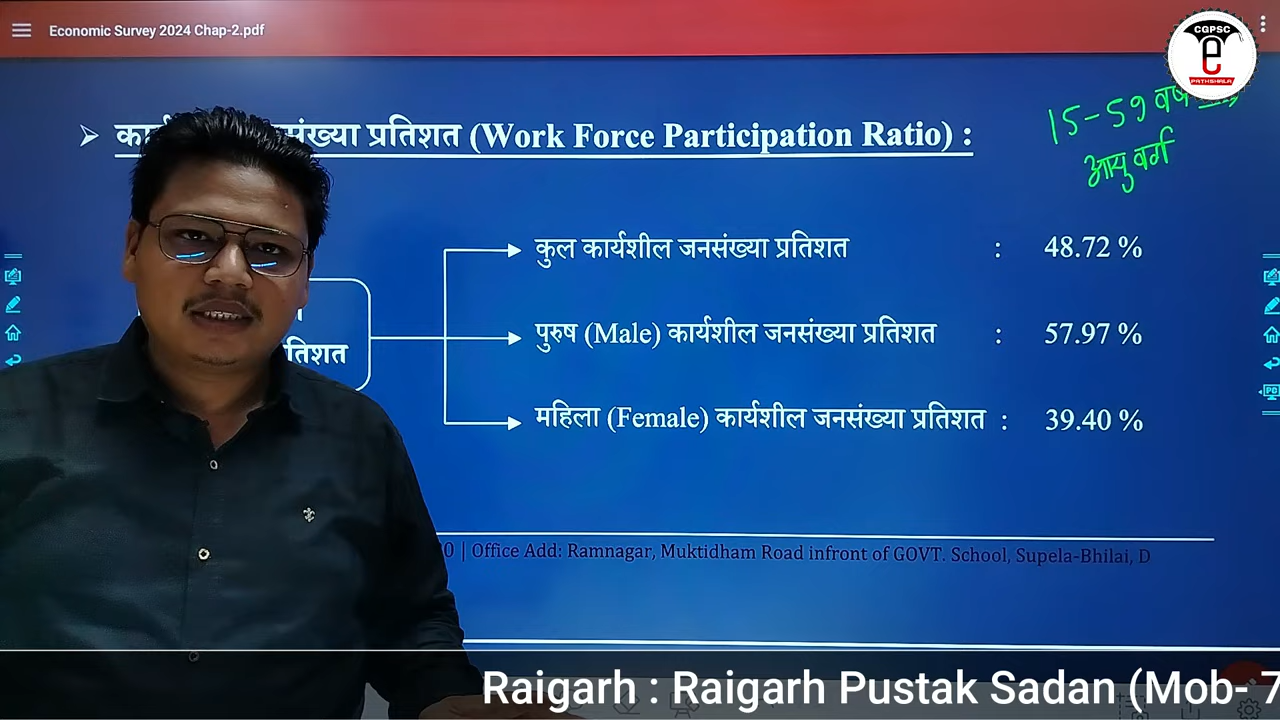 Economic Survey 2024 Chap-2.pdf
CGPSC
e
PATHSHALA
➤ संख्या प्रतिशत (Work Force Participation Ratio) :
15-59 वर्ष
आयु वर्ग
कुल कार्यशील जनसंख्या प्रतिशत : 48.72 %
पुरुष (Male) कार्यशील जनसंख्या प्रतिशत : 57.97 %
तिशत
महिला (Female) कार्यशील जनसंख्या प्रतिशत : 39.40 %
0 | Office Add: Ramnagar, Muktidham Road infront of GOVT. School, Supela-Bhilai, D
Raigarh : Raigarh Pustak Sadan (Mob- 7